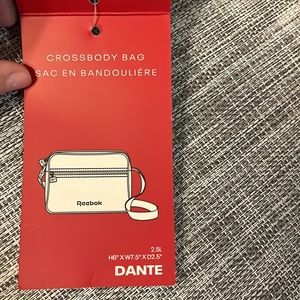 CROSSBODY BAG
SAC EN BANDOULIÈRE
Reebok
2.5L
H6" X W7.5" X D2.5"
DANTE